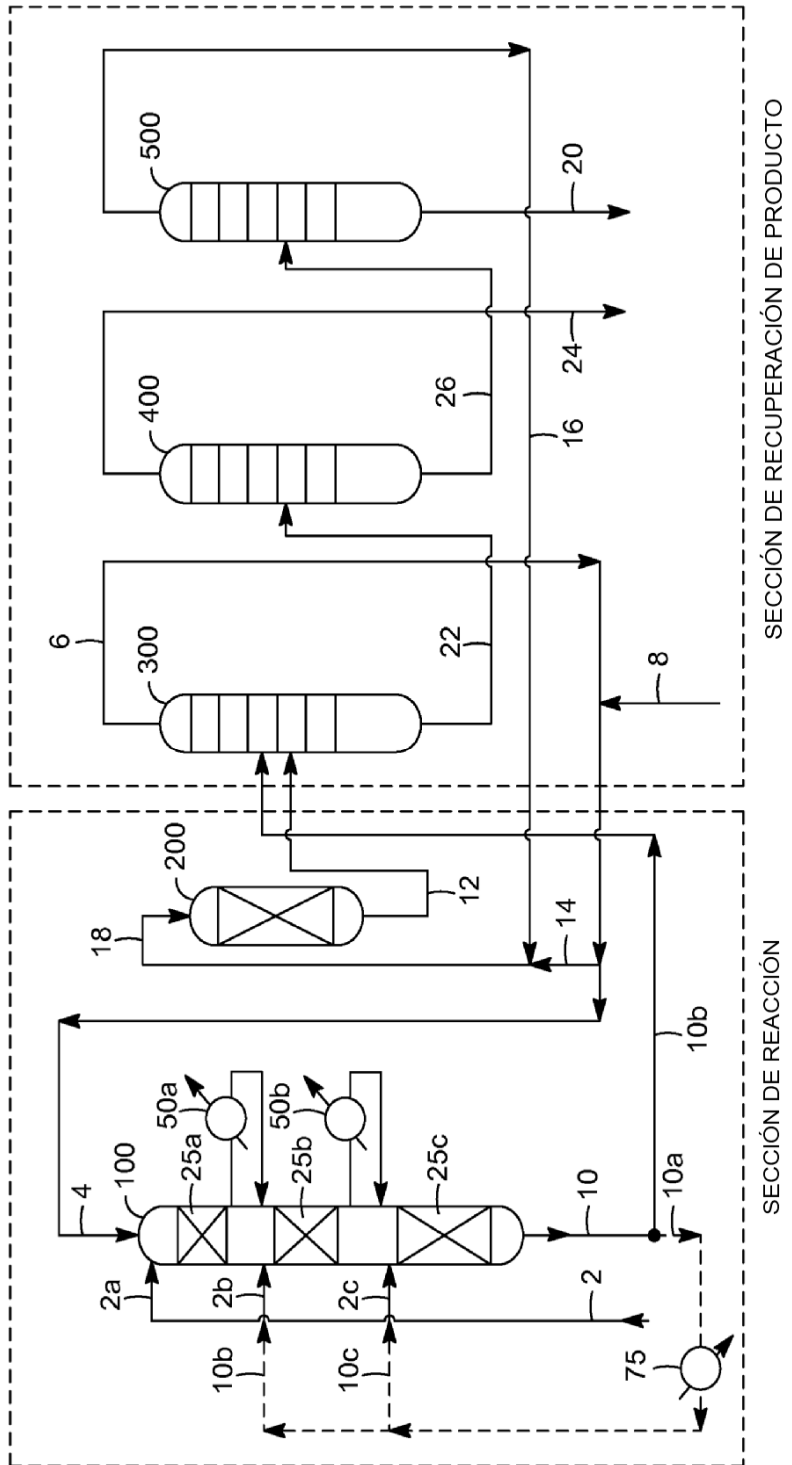 4
100
25a
50a
25b
50b
25c
2a
2b
2c
10b
10c
2
10
10a
75
10b
18
200
12
14
6
300
22
8
400
26
24
16
500
20
SECCIÓN DE REACCIÓN
SECCIÓN DE RECUPERACIÓN DE PRODUCTO